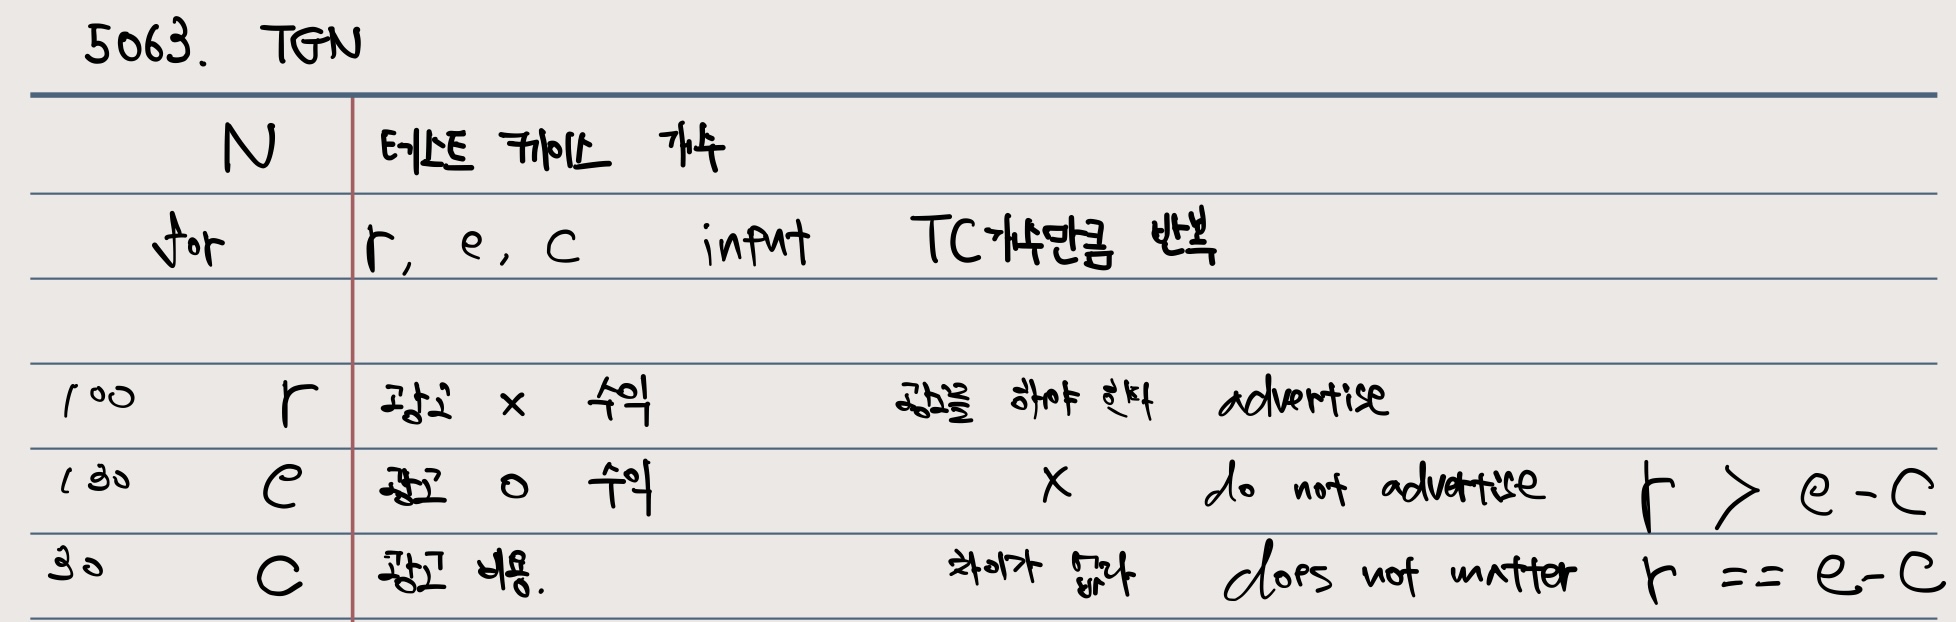 5063. TGN
N 테스트 케이스 개수
for r, e, c input TC개수만큼 반복
100 r 광고 x 수익 광고를 하야 한다 advertise
130 e 광고 o 수익 x do not advertise r > e-c
30 c 광고 비용. 차이가 없다 does not matter r == e-c